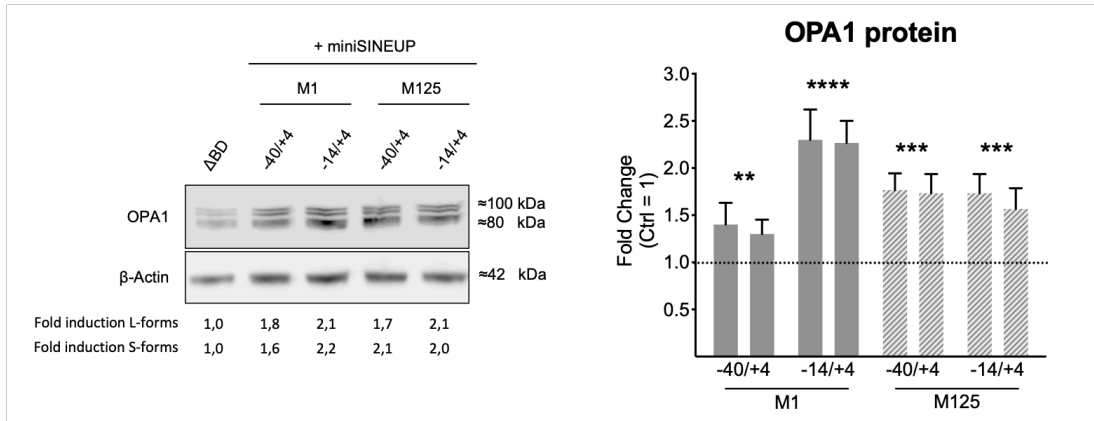 + miniSINEUP
M1 M125
ΔBD -40/+4 -14/+4 -40/+4 -14/+4
OPA1 ≈100 kDa
≈80 kDa
β-Actin ≈42 kDa
Fold induction L-forms 1,0 1,8 2,1 1,7 2,1
Fold induction S-forms 1,0 1,6 2,2 2,1 2,0
OPA1 protein
Fold Change
(Ctrl = 1)
3.0
2.5
2.0
1.5
1.0
0.5
** **** *** ***
-40/+4 -14/+4 -40/+4 -14/+4
M1 M125